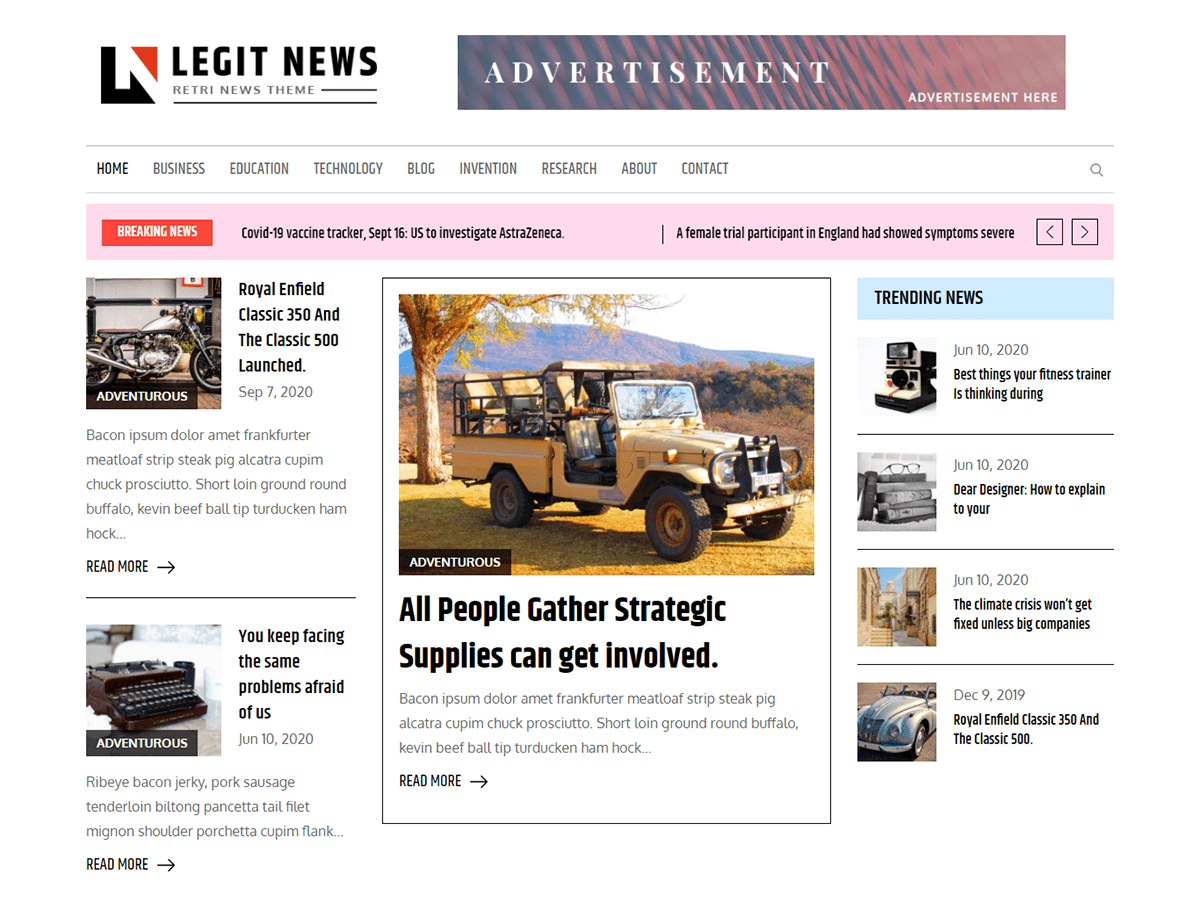 LEGIT NEWS
RETRI NEWS THEME
ADVERTISEMENT
ADVERTISEMENT HERE
HOME BUSINESS EDUCATION TECHNOLOGY BLOG INVENTION RESEARCH ABOUT CONTACT
BREAKING NEWS Covid-19 vaccine tracker, Sept 16: US to investigate AstraZeneca. A female trial participant in England had showed symptoms severe
Royal Enfield
Classic 350 And
The Classic 500
Launched.
Sep 7, 2020
ADVENTUROUS
Bacon ipsum dolor amet frankfurter
meatloaf strip steak pig alcatra cupim
chuck prosciutto. Short loin ground round
buffalo, kevin beef ball tip turducken ham
hock...
READ MORE
You keep facing
the same
problems afraid
of us
Jun 10, 2020
ADVENTUROUS
Ribeye bacon jerky, pork sausage
tenderloin biltong pancetta tail filet
mignon shoulder porchetta cupim flank...
READ MORE
ADVENTUROUS
All People Gather Strategic
Supplies can get involved.
Bacon ipsum dolor amet frankfurter meatloaf strip steak pig
alcatra cupim chuck prosciutto. Short loin ground round buffalo,
kevin beef ball tip turducken ham hock...
READ MORE
TRENDING NEWS
Jun 10, 2020
Best things your fitness trainer
Is thinking during
Jun 10, 2020
Dear Designer: How to explain
to your
Jun 10, 2020
The climate crisis won't get
fixed unless big companies
Dec 9, 2019
Royal Enfield Classic 350 And
The Classic 500.